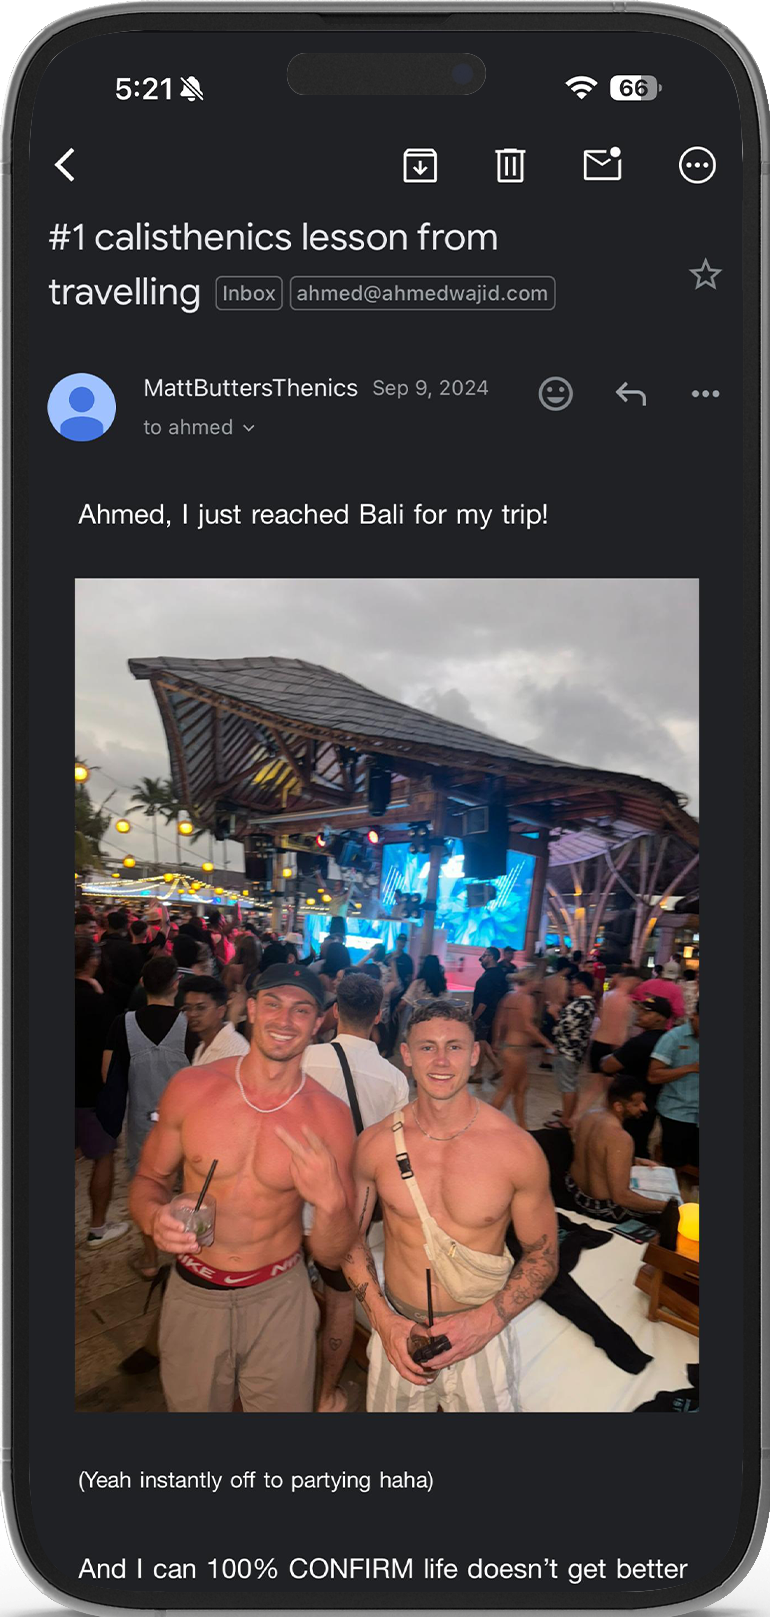 5:21
66
#1 calisthenics lesson from
travelling Inbox ahmed@ahmedwajid.com
MattButtersThenics Sep 9, 2024
to ahmed
Ahmed, I just reached Bali for my trip!
NIKE
(Yeah instantly off to partying haha)
And I can 100% CONFIRM life doesn’t get better